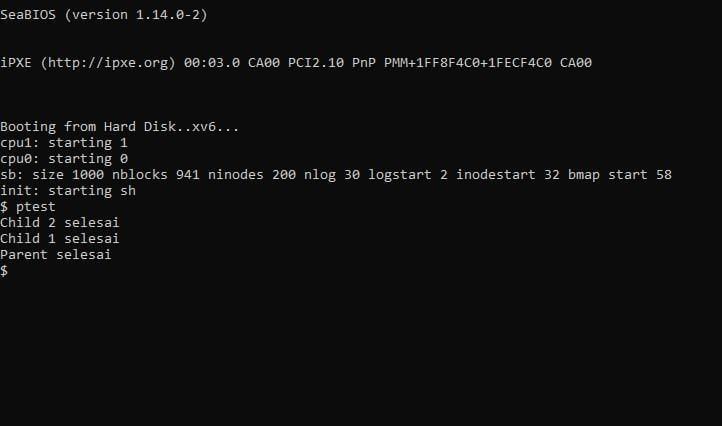 SeaBIOS (version 1.14.0-2)
iPXE (http://ipxe.org) 00:03.0 CA00 PCI2.10 PnP PMM+1FF8F4C0+1FECF4C0 CA00
Booting from Hard Disk..xv6...
cpu1: starting 1
cpu0: starting 0
sb: size 1000 nblocks 941 ninodes 200 nlog 30 logstart 2 inodestart 32 bmap start 58
init: starting sh
$ ptest
Child 2 selesai
Child 1 selesai
Parent selesai
$